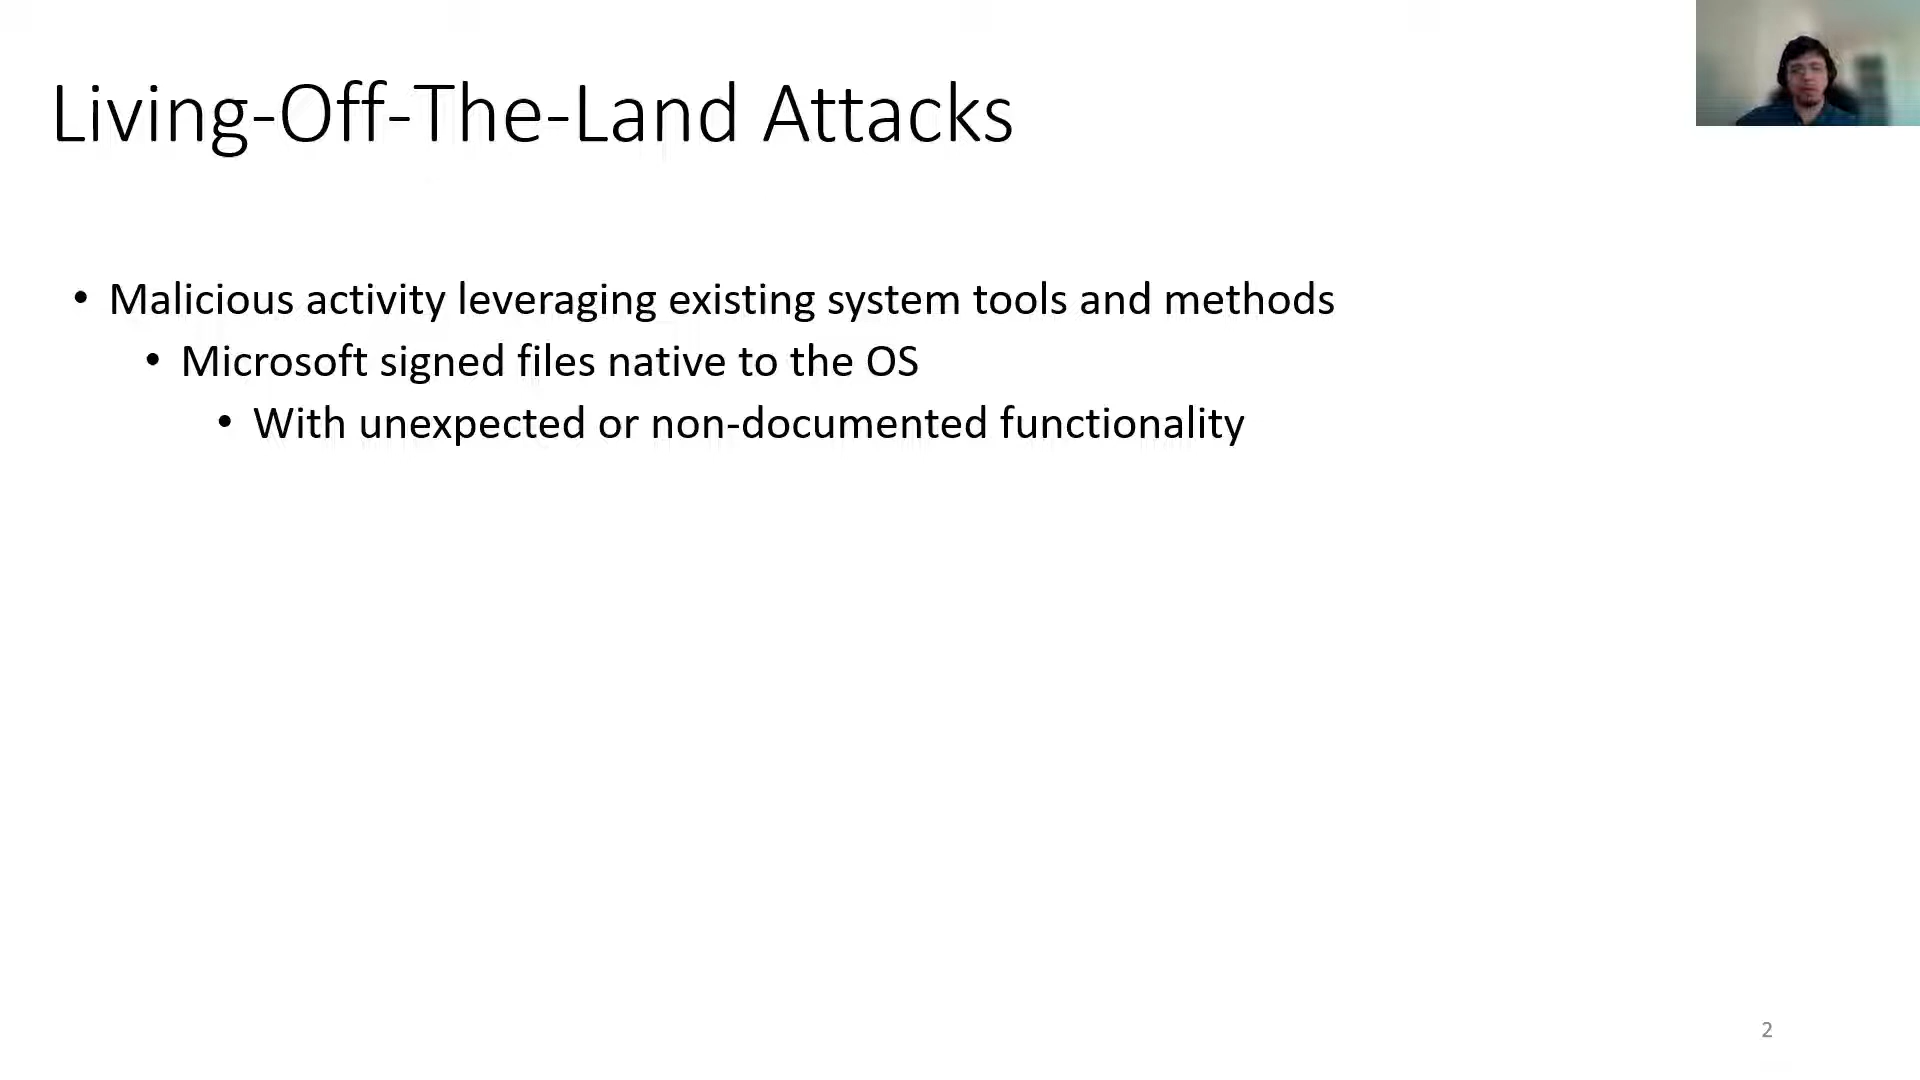 Living-Off-The-Land Attacks
• Malicious activity leveraging existing system tools and methods
• Microsoft signed files native to the OS
• With unexpected or non-documented functionality
2